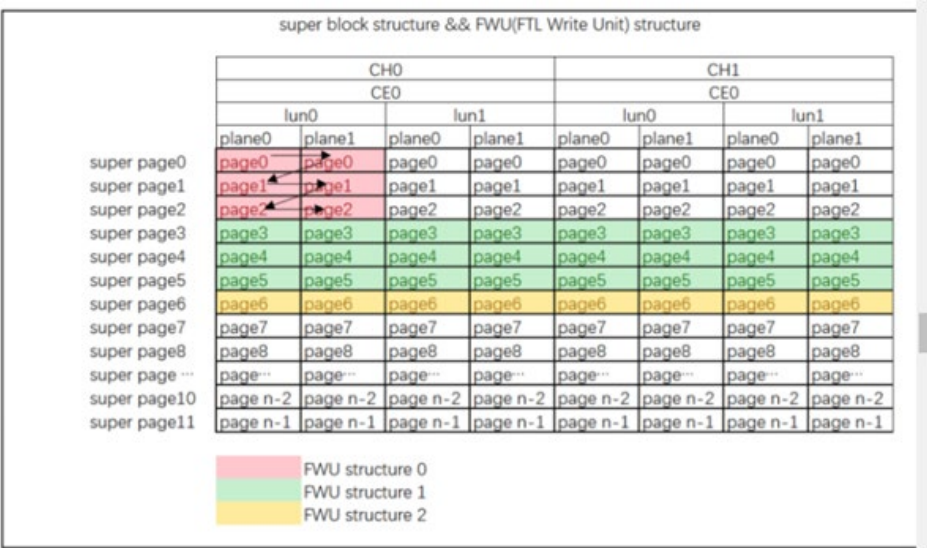 super block structure && FWU(FTL Write Unit) structure
CH0 CH1
CE0 CE0
lun0 lun1 lun0 lun1
plane0 plane1 plane0 plane1 plane0 plane1 plane0 plane1
super page0 page0 page0 page0 page0 page0 page0 page0 page0
super page1 page1 page1 page1 page1 page1 page1 page1 page1
super page2 page2 page2 page2 page2 page2 page2 page2 page2
super page3 page3 page3 page3 page3 page3 page3 page3 page3
super page4 page4 page4 page4 page4 page4 page4 page4 page4
super page5 page5 page5 page5 page5 page5 page5 page5 page5
super page6 page6 page6 page6 page6 page6 page6 page6 page6
super page7 page7 page7 page7 page7 page7 page7 page7 page7
super page8 page8 page8 page8 page8 page8 page8 page8 page8
super page ··· page··· page··· page··· page··· page··· page··· page··· page···
super page10 page n-2 page n-2 page n-2 page n-2 page n-2 page n-2 page n-2 page n-2
super page11 page n-1 page n-1 page n-1 page n-1 page n-1 page n-1 page n-1 page n-1
FWU structure 0
FWU structure 1
FWU structure 2